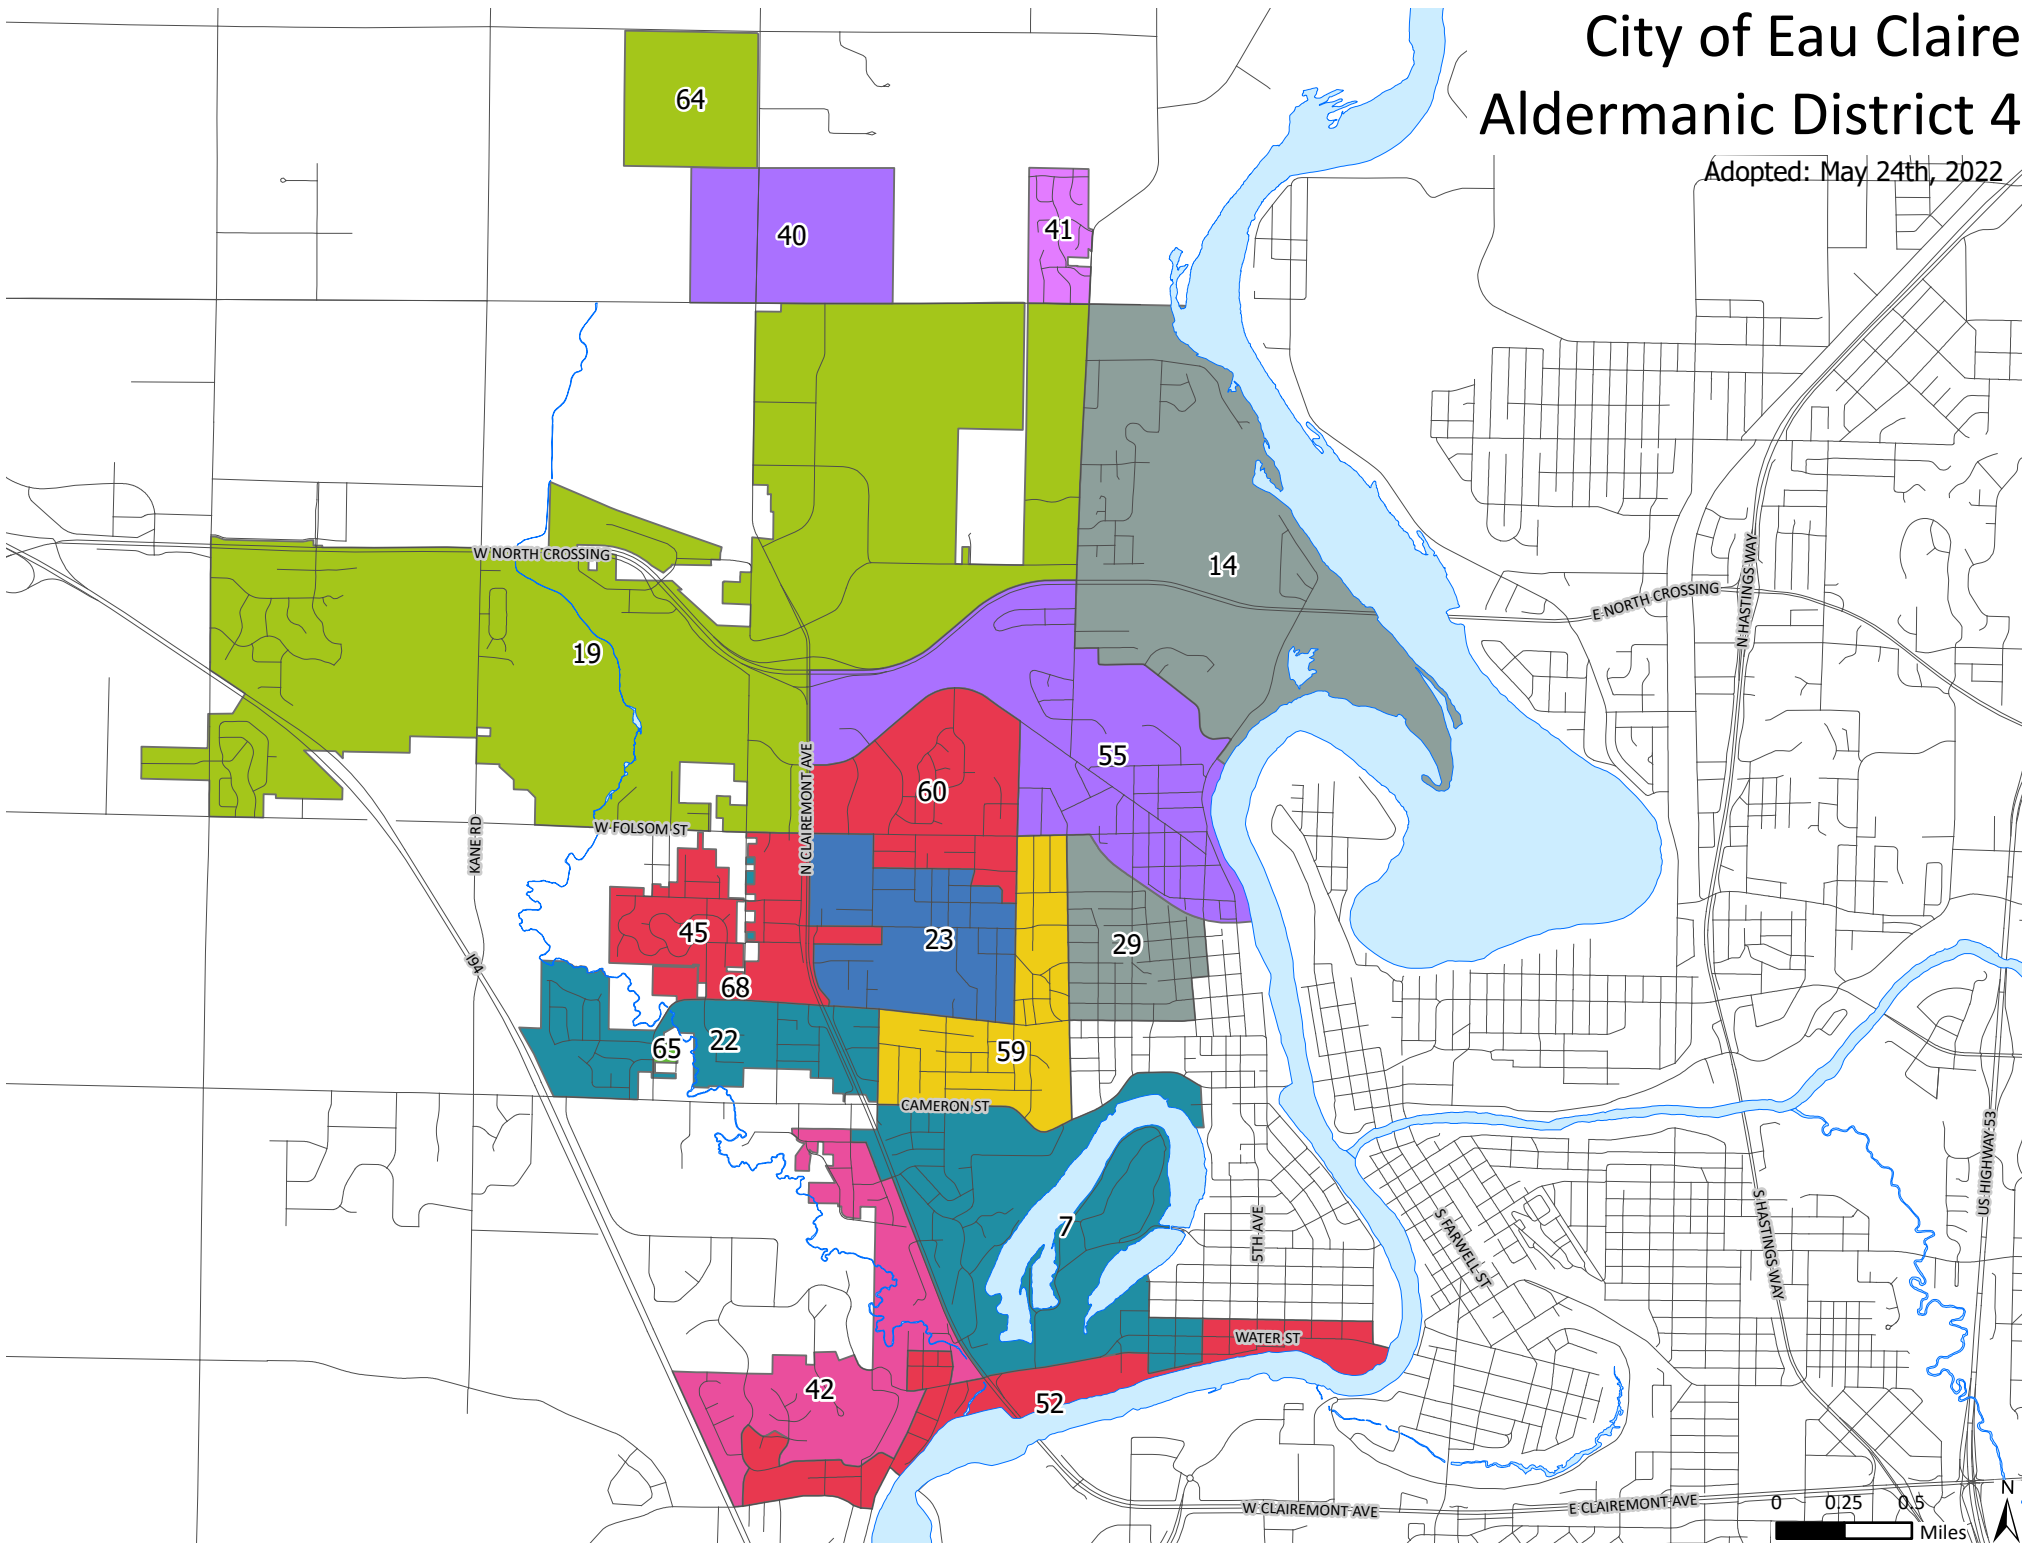 City of Eau Claire
Aldermanic District 4
Adopted: May 24th, 2022
64
40
41
W NORTH CROSSING
14
E NORTH CROSSING
N HASTINGS WAY
19
55
N CLAIREMONT AVE
60
W FOLSOM ST
KANE RD
45
23
29
I94
68
22
65
59
CAMERON ST
7
5TH AVE
S FARWELL ST
S HASTINGS WAY
US HIGHWAY 53
WATER ST
42
52
W CLAIREMONT AVE
E CLAIREMONT AVE
N
0 0.25 0.5
Miles